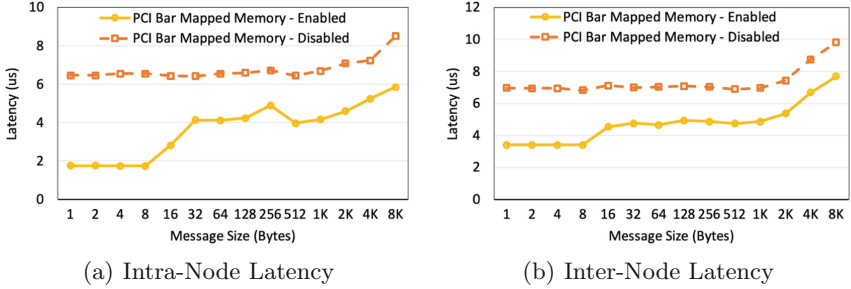 PCI Bar Mapped Memory - Enabled
PCI Bar Mapped Memory - Disabled
10
8
6
4
2
0
Latency (us)
1 2 4 8 16 32 64 128 256 512 1K 2K 4K 8K
Message Size (Bytes)
(a) Intra-Node Latency
PCI Bar Mapped Memory - Enabled
PCI Bar Mapped Memory - Disabled
12
10
8
6
4
2
0
Latency (us)
1 2 4 8 16 32 64 128 256 512 1K 2K 4K 8K
Message Size (Bytes)
(b) Inter-Node Latency